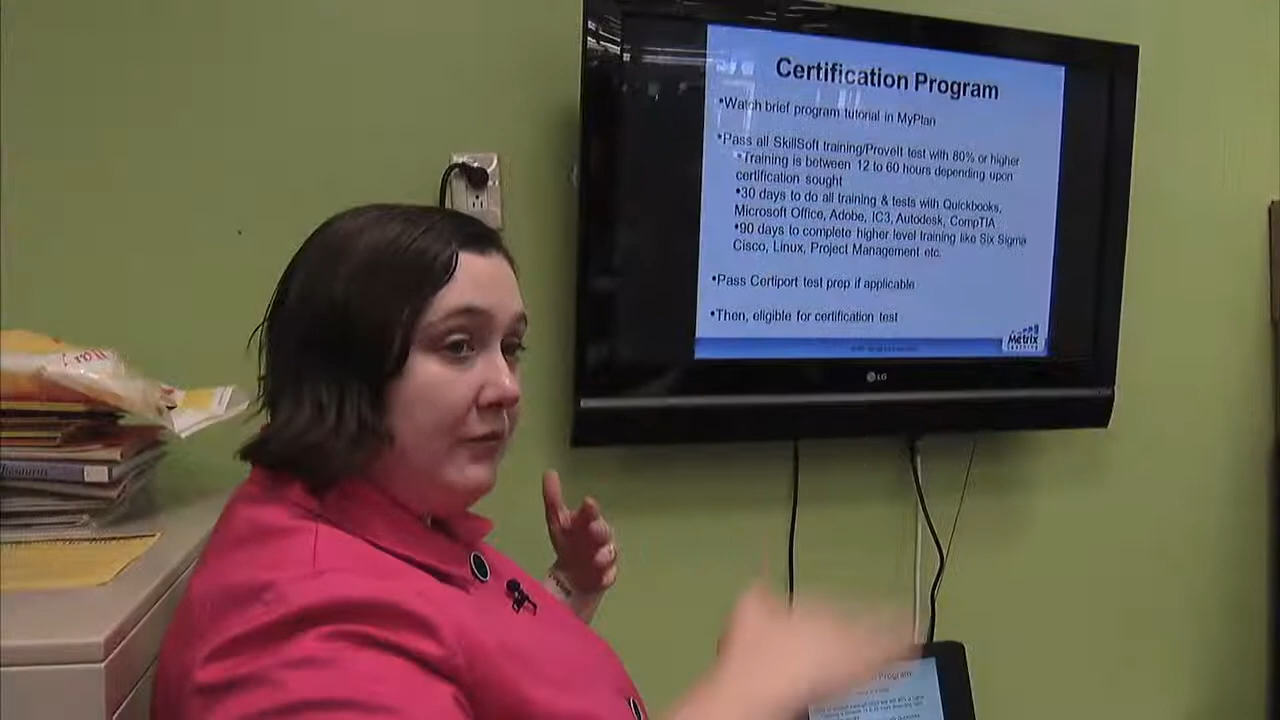 Certification Program
•Watch brief program tutorial in MyPlan
•Pass all SkillSoft training/ProveIt test with 80% or higher
•Training is between 12 to 60 hours depending upon
certification sought
•30 days to do all training & tests with Quickbooks,
Microsoft Office, Adobe, IC3, Autodesk, CompTIA
•90 days to complete higher level training like Six Sigma
Cisco, Linux, Project Management etc.
•Pass Certiport test prep if applicable
•Then, eligible for certification test
Metrix
LG
Program